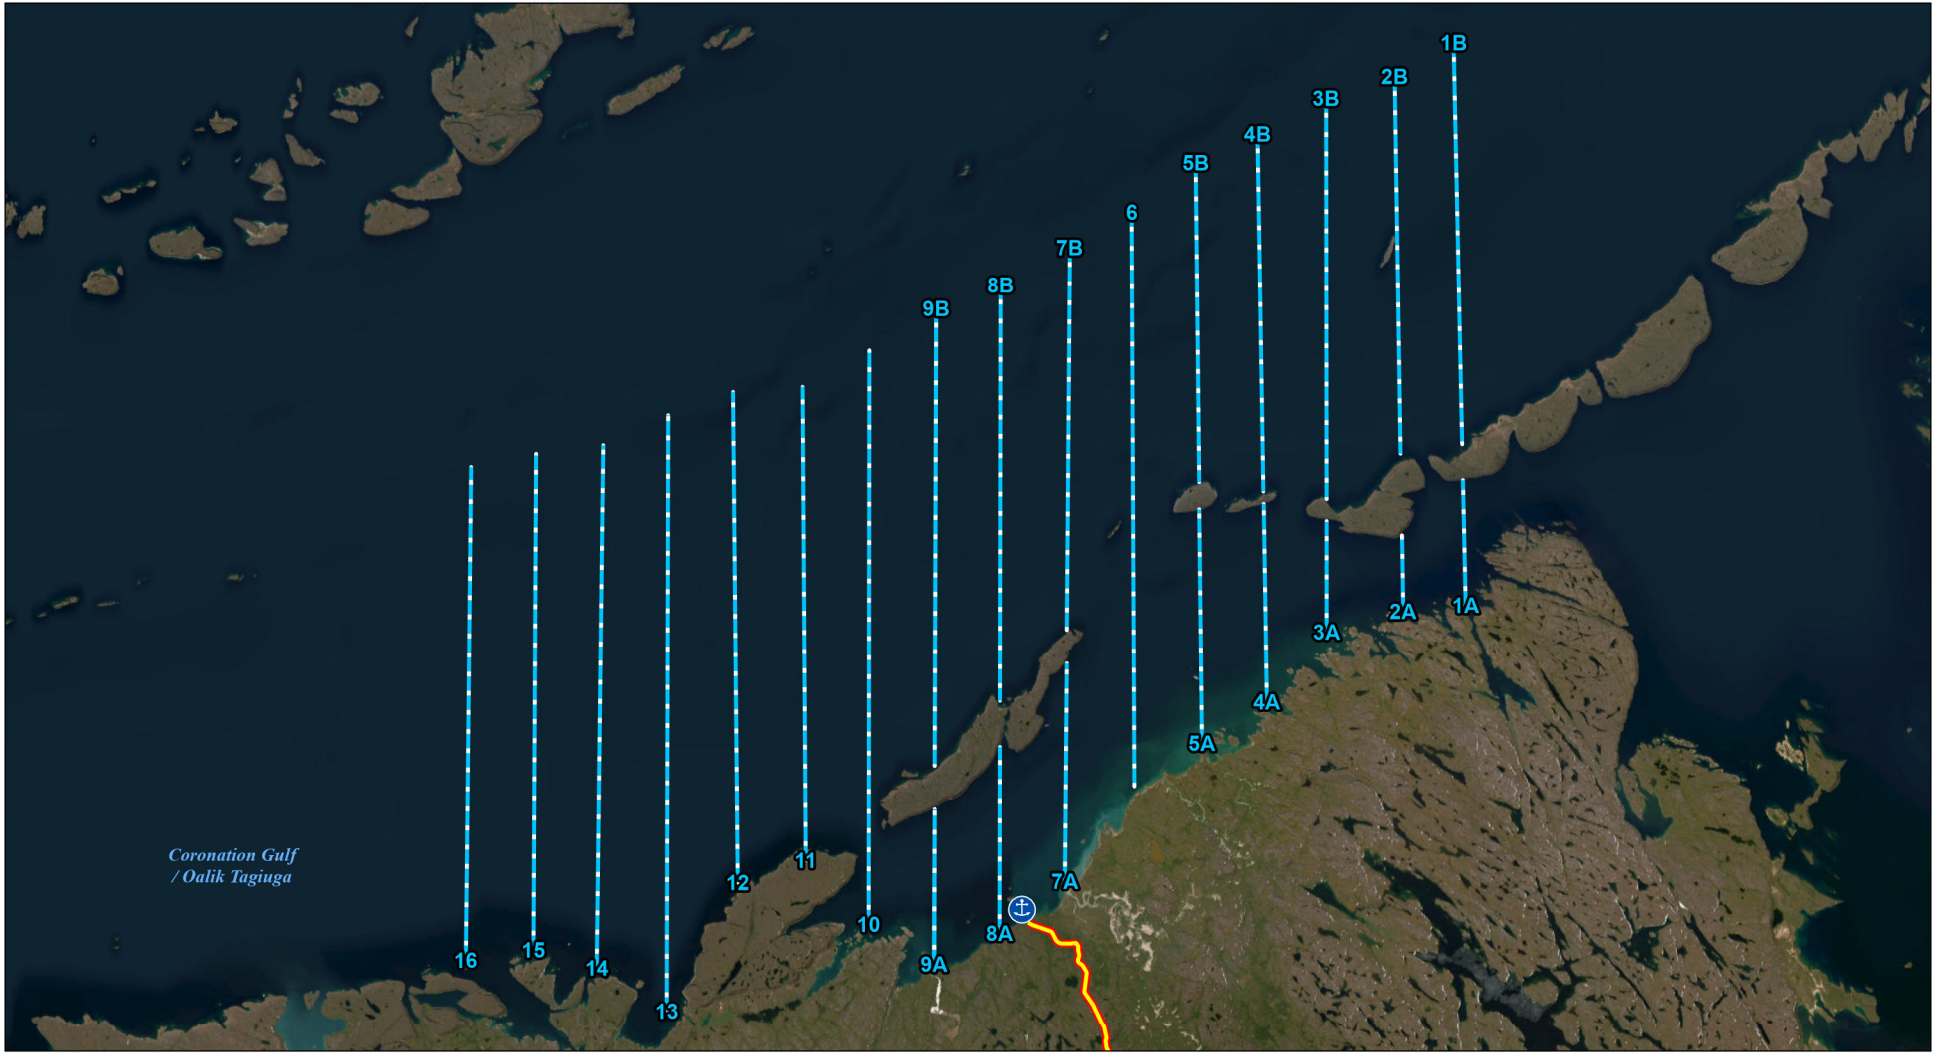 1B
2B
3B
4B
5B
6
7B
8B
9B
1A
2A
3A
4A
5A
Coronation Gulf
/ Oalik Tagiuga
11
12
7A
10
8A
15
16
9A
14
13